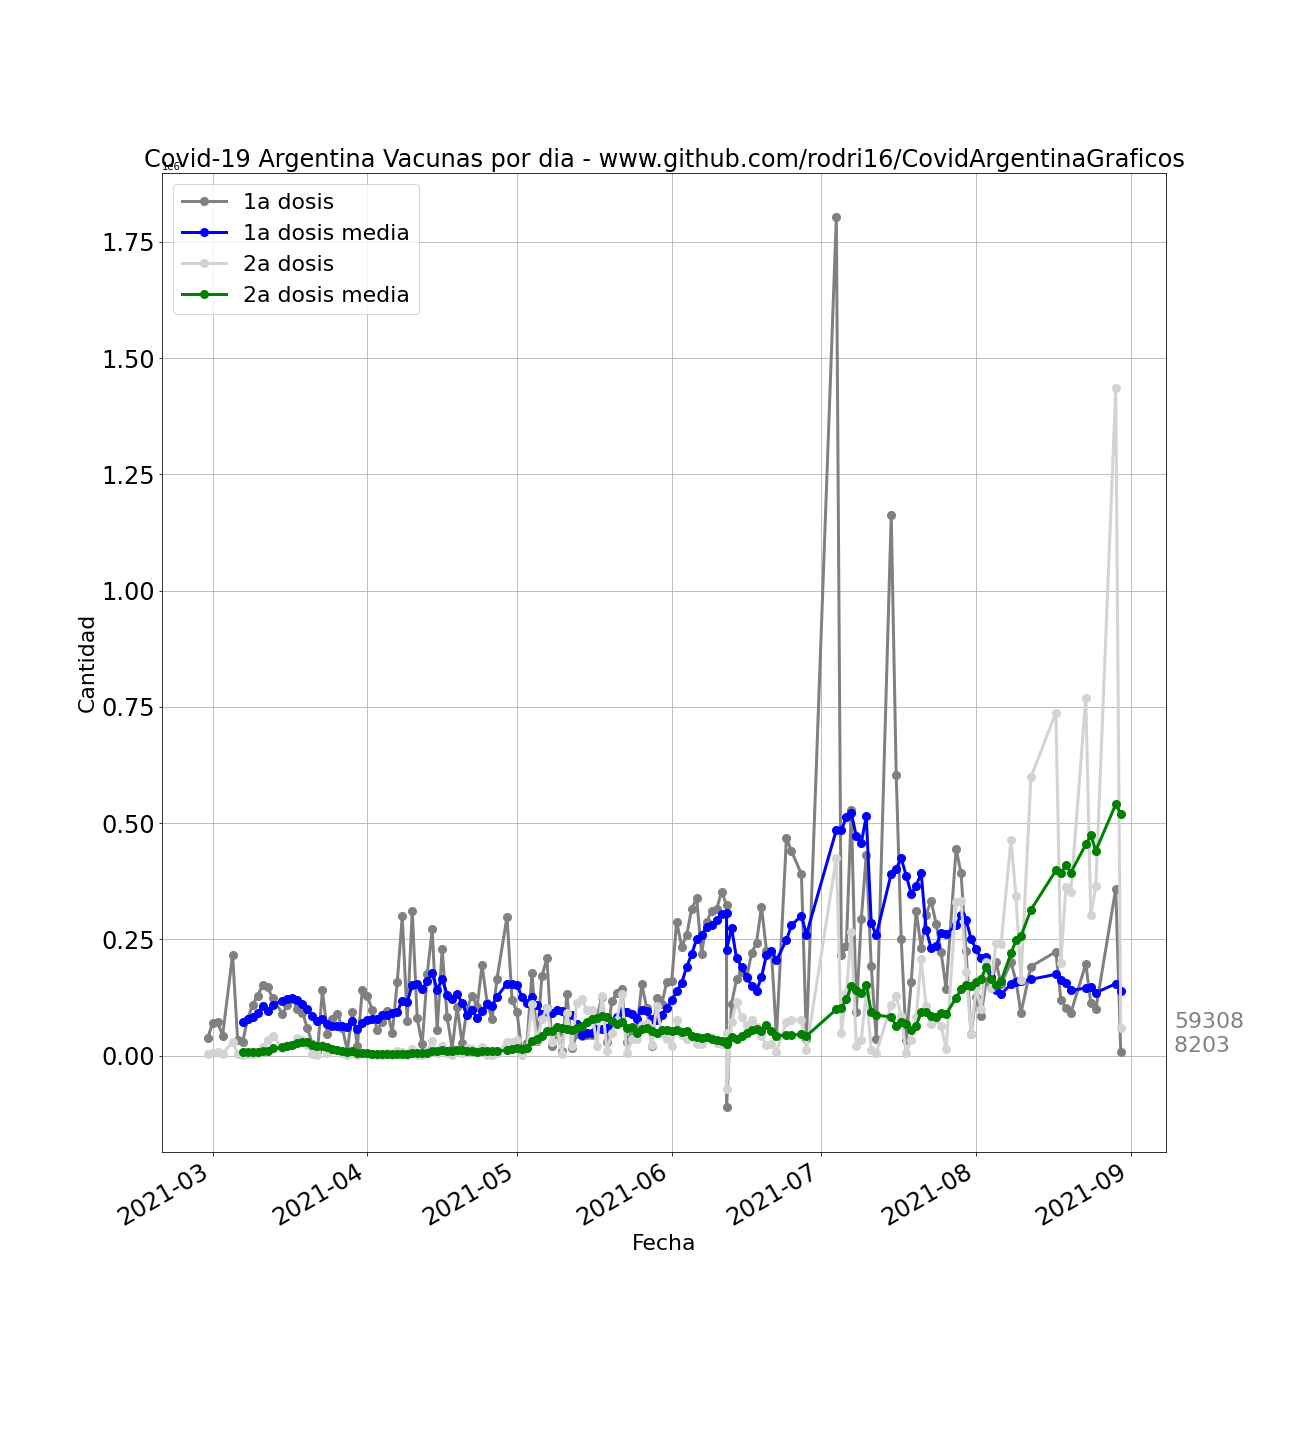 Covid-19 Argentina Vacunas por dia - www.github.com/rodri16/CovidArgentinaGraficos
1e6
1a dosis
1a dosis media
2a dosis
2a dosis media
1.75
1.50
1.25
1.00
0.75
0.50
0.25
0.00
Cantidad
59308
8203
2021-03
2021-04
2021-05
2021-06
2021-07
2021-08
2021-09
Fecha